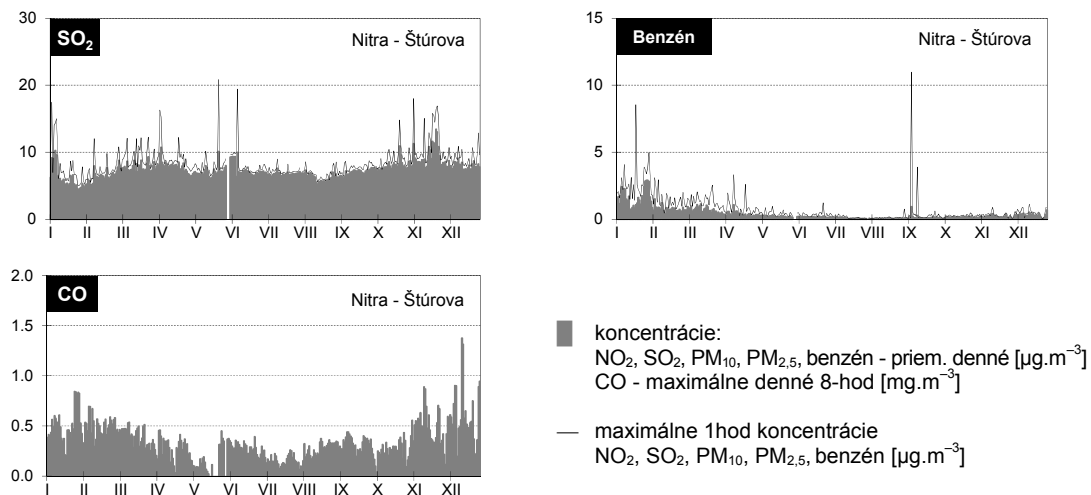 30
20
10
0
SO₂
Nitra - Štúrova
I II III IV V VI VII VIII IX X XI XII
15
10
5
0
Benzén
Nitra - Štúrova
I II III IV V VI VII VIII IX X XI XII
2.0
1.5
1.0
0.5
0.0
CO
Nitra - Štúrova
I II III IV V VI VII VIII IX X XI XII
koncentrácie:
NO₂, SO₂, PM₁₀, PM₂,₅, benzén - priem. denné [µg.m⁻³]
CO - maximálne denné 8-hod [mg.m⁻³]
maximálne 1hod koncentrácie
NO₂, SO₂, PM₁₀, PM₂,₅, benzén [µg.m⁻³]